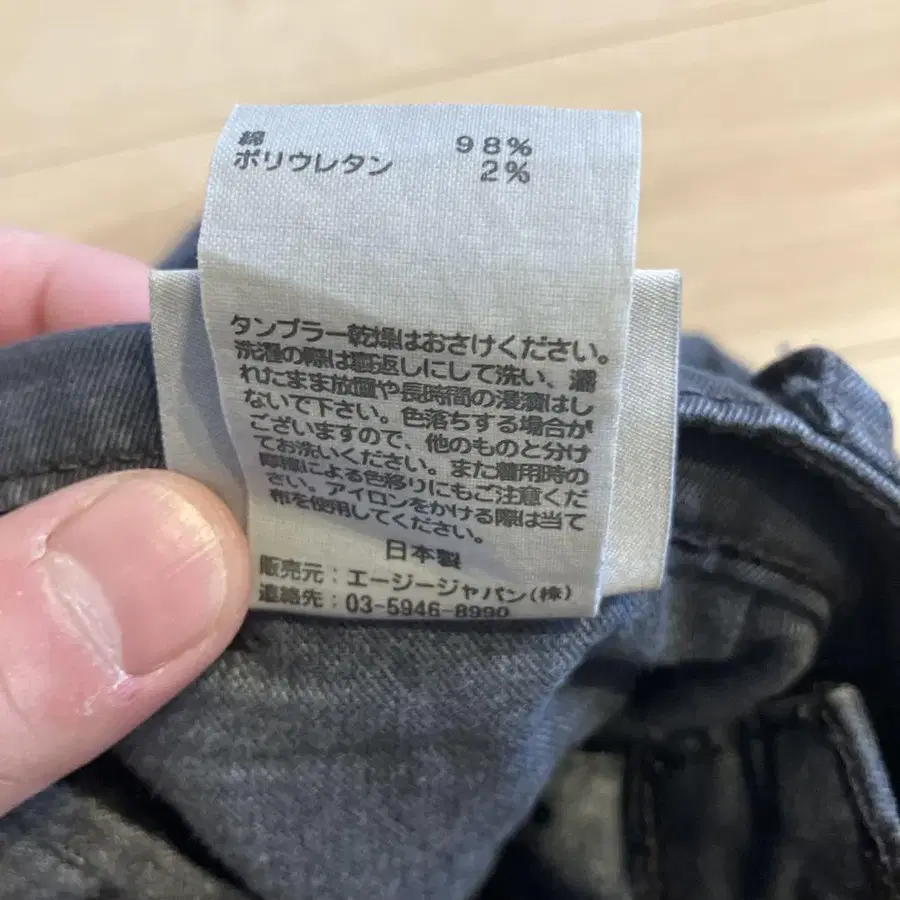 綿 98%
ポリウレタン 2%
タンブラー乾燥はおさけください。
洗濯の際は裏返しにして洗い、濡
れたまま放置や長時間の浸漬はし
ないで下さい。色落ちする場合が
ございますので、他のものと分け
てお洗いください。また着用時の
摩擦による色移りにもご注意くだ
さい。アイロンをかける際は当て
布を使用してください。
日本製
販売元：エージージャパン(株)
連絡先：03-5946-8990